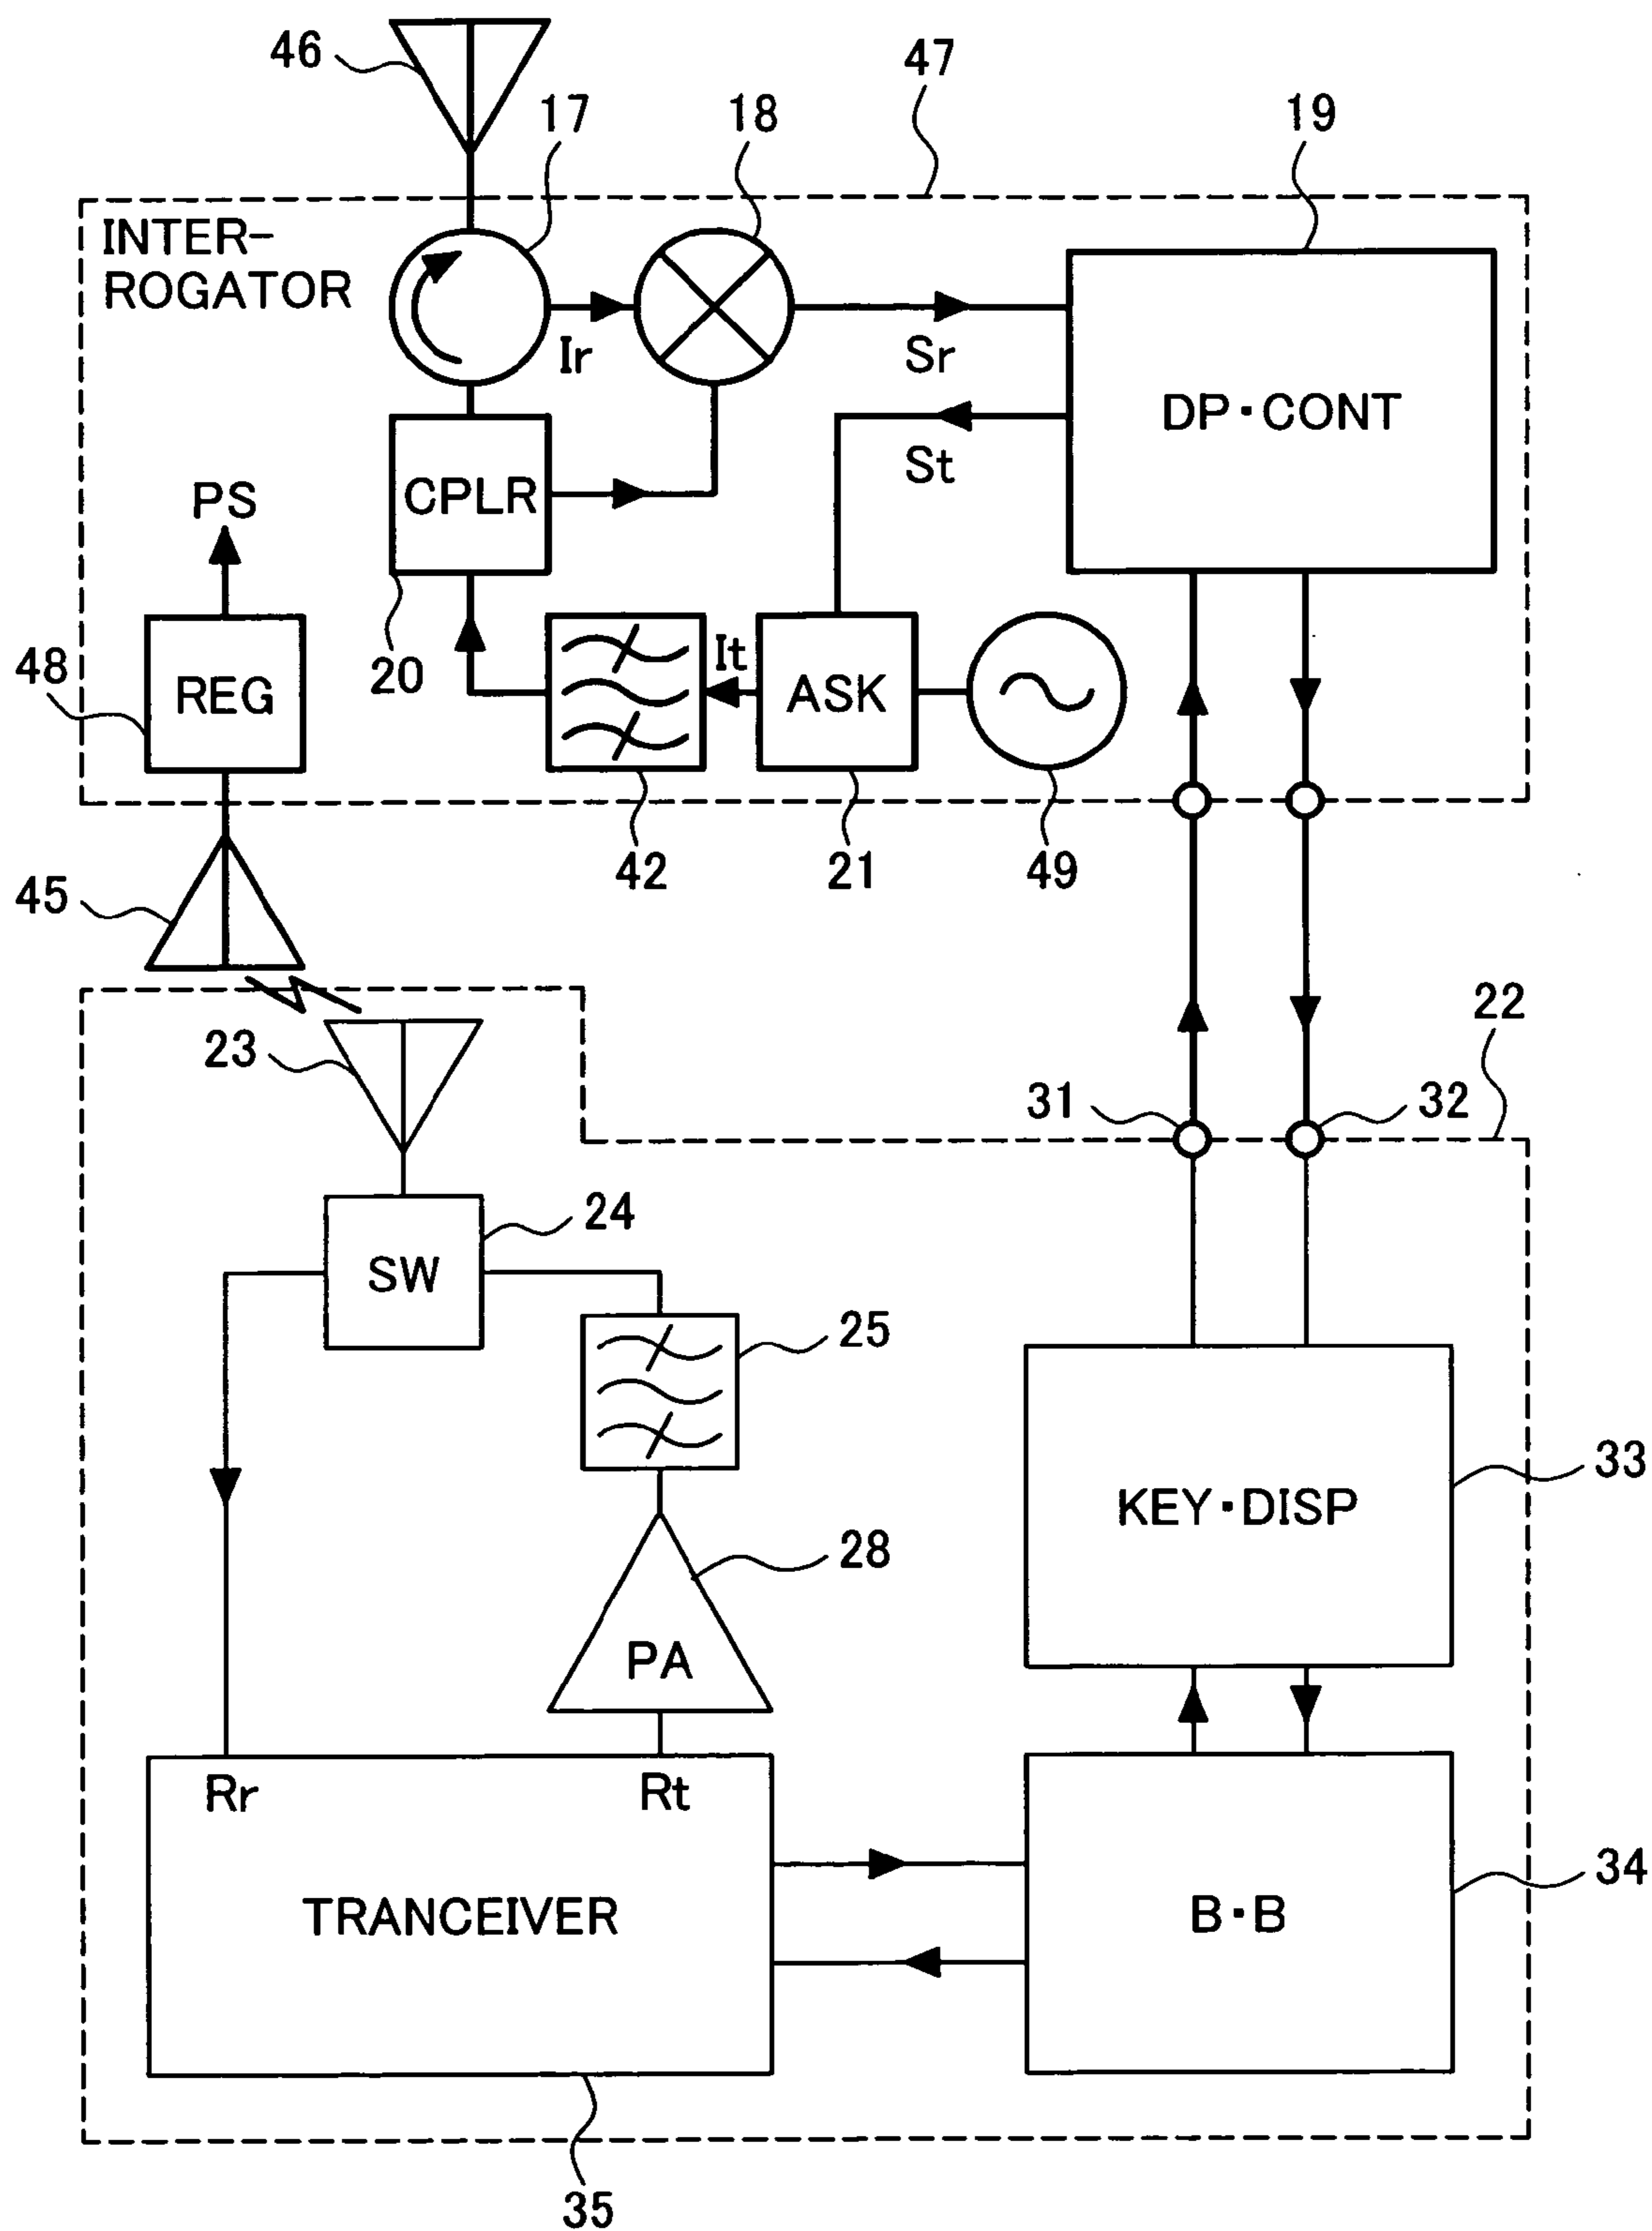 46
47
17
18
19
INTER-
ROGATOR
Ir
Sr
DP・CONT
St
CPLR
PS
48
REG
20
It
ASK
42
21
49
45
22
23
31
32
24
SW
25
33
KEY・DISP
28
PA
Rr
Rt
34
TRANCEIVER
B・B
35